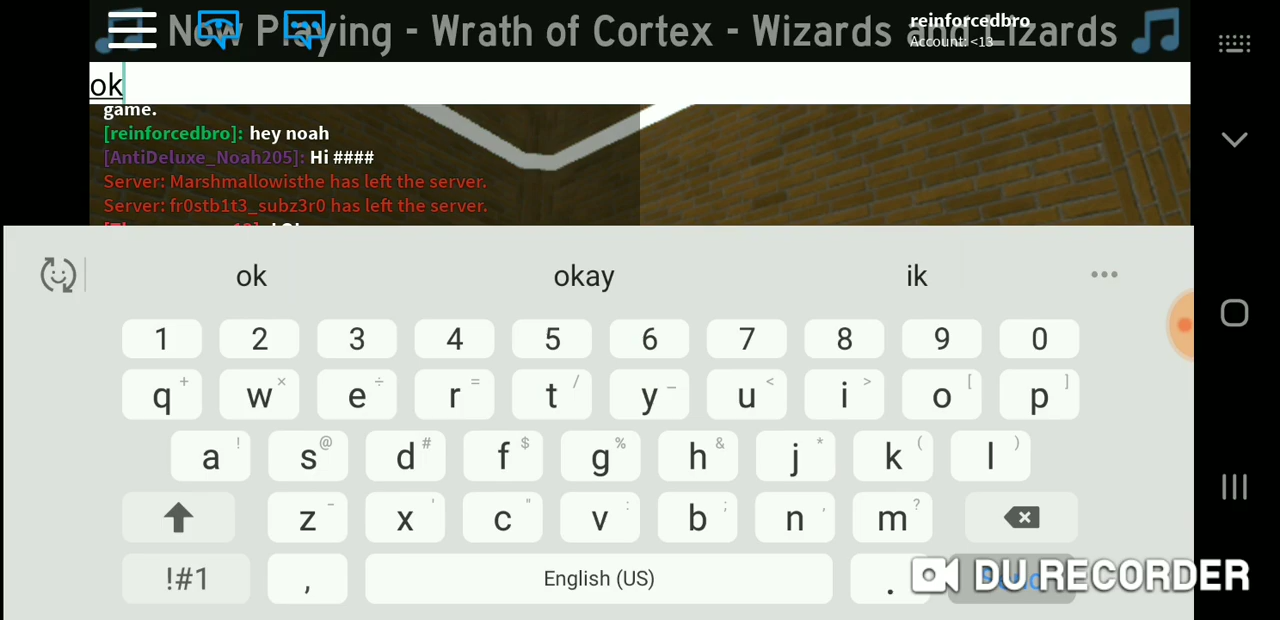 Now Playing - Wrath of Cortex - Wizards and Lizards
reinforcedbro
Account: <13
ok
game.
[reinforcedbro]: hey noah
[AntiDeluxe_Noah205]: Hi ####
Server: Marshmallowisthe has left the server.
Server: fr0stb1t3_subz3r0 has left the server.
ok okay ik
1 2 3 4 5 6 7 8 9 0
q + w × e ÷ r = t / y _ u < i > o [ p ]
a ! s @ d # f $ g % h & j * k ( l )
z - x ' c " v : b ; n , m ?
!#1 , English (US) .
DU RECORDER